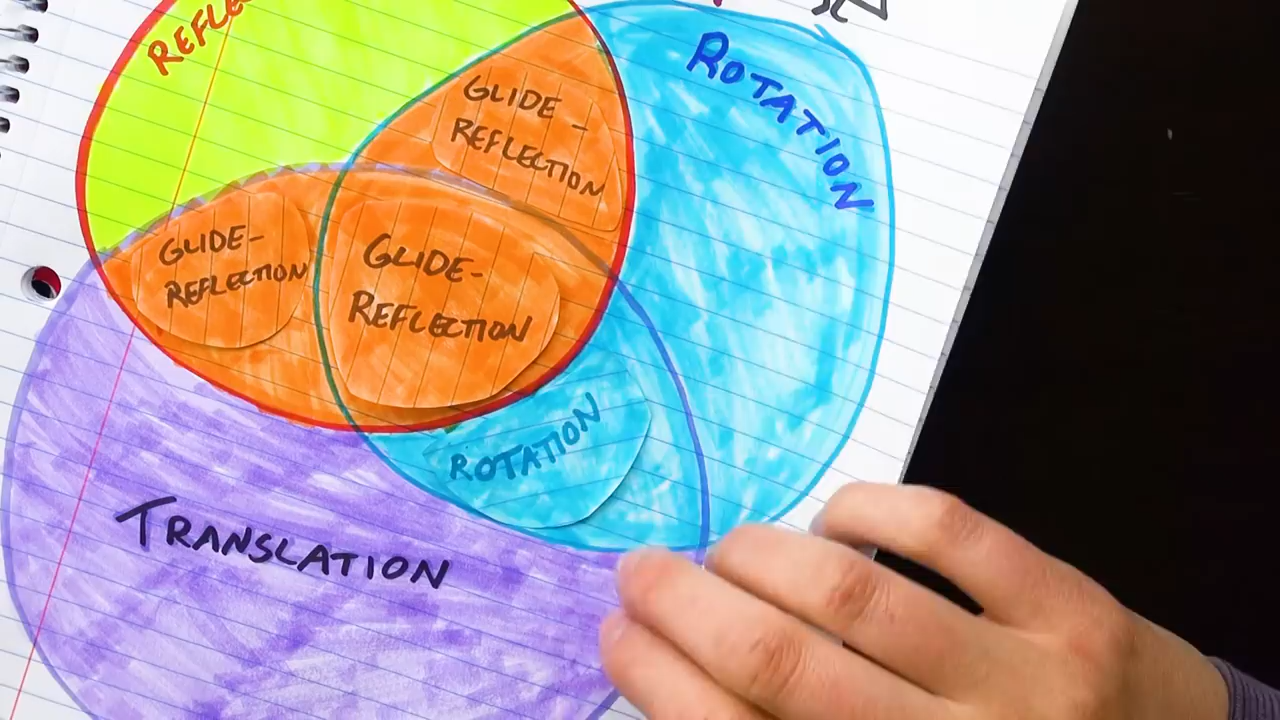 ROTATION
GLIDE-
REFLECTION
GLIDE-
REFLECTION
GLIDE-
REFLECTION
ROTATION
TRANSLATION